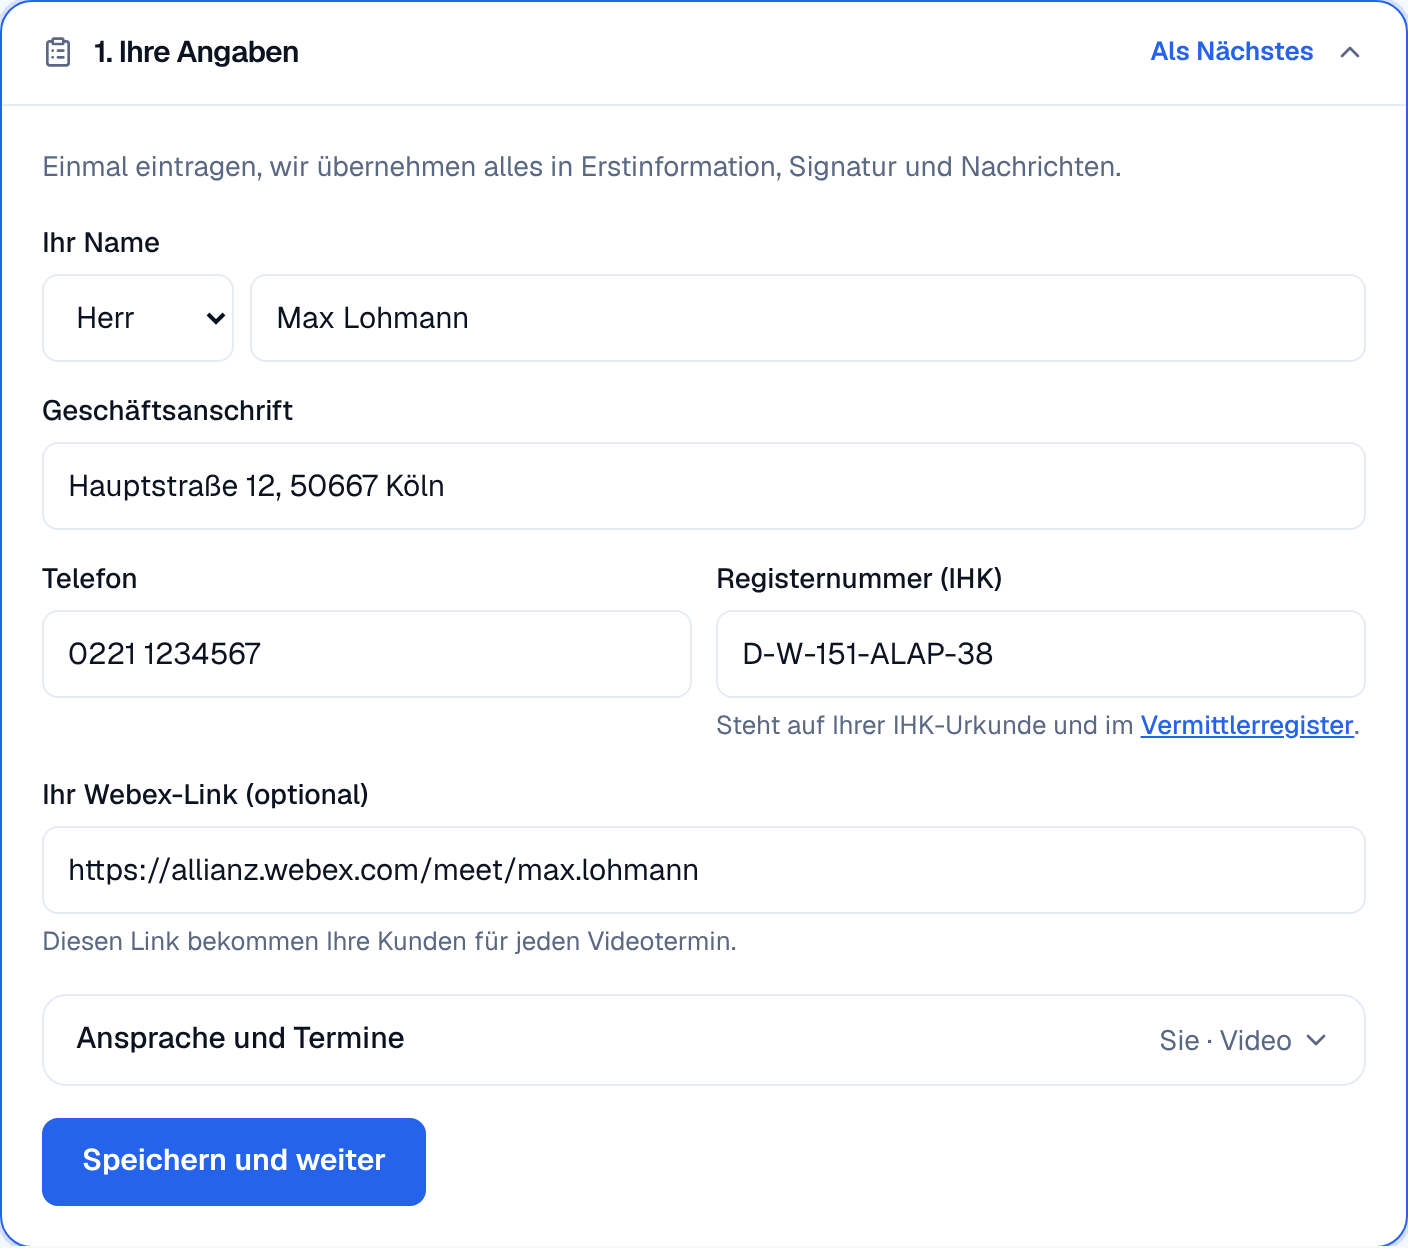 1. Ihre Angaben
Als Nächstes
Einmal eintragen, wir übernehmen alles in Erstinformation, Signatur und Nachrichten.
Ihr Name
Herr
Max Lohmann
Geschäftsanschrift
Hauptstraße 12, 50667 Köln
Telefon
Registernummer (IHK)
0221 1234567
D-W-151-ALAP-38
Steht auf Ihrer IHK-Urkunde und im Vermittlerregister.
Ihr Webex-Link (optional)
https://allianz.webex.com/meet/max.lohmann
Diesen Link bekommen Ihre Kunden für jeden Videotermin.
Ansprache und Termine
Sie · Video
Speichern und weiter